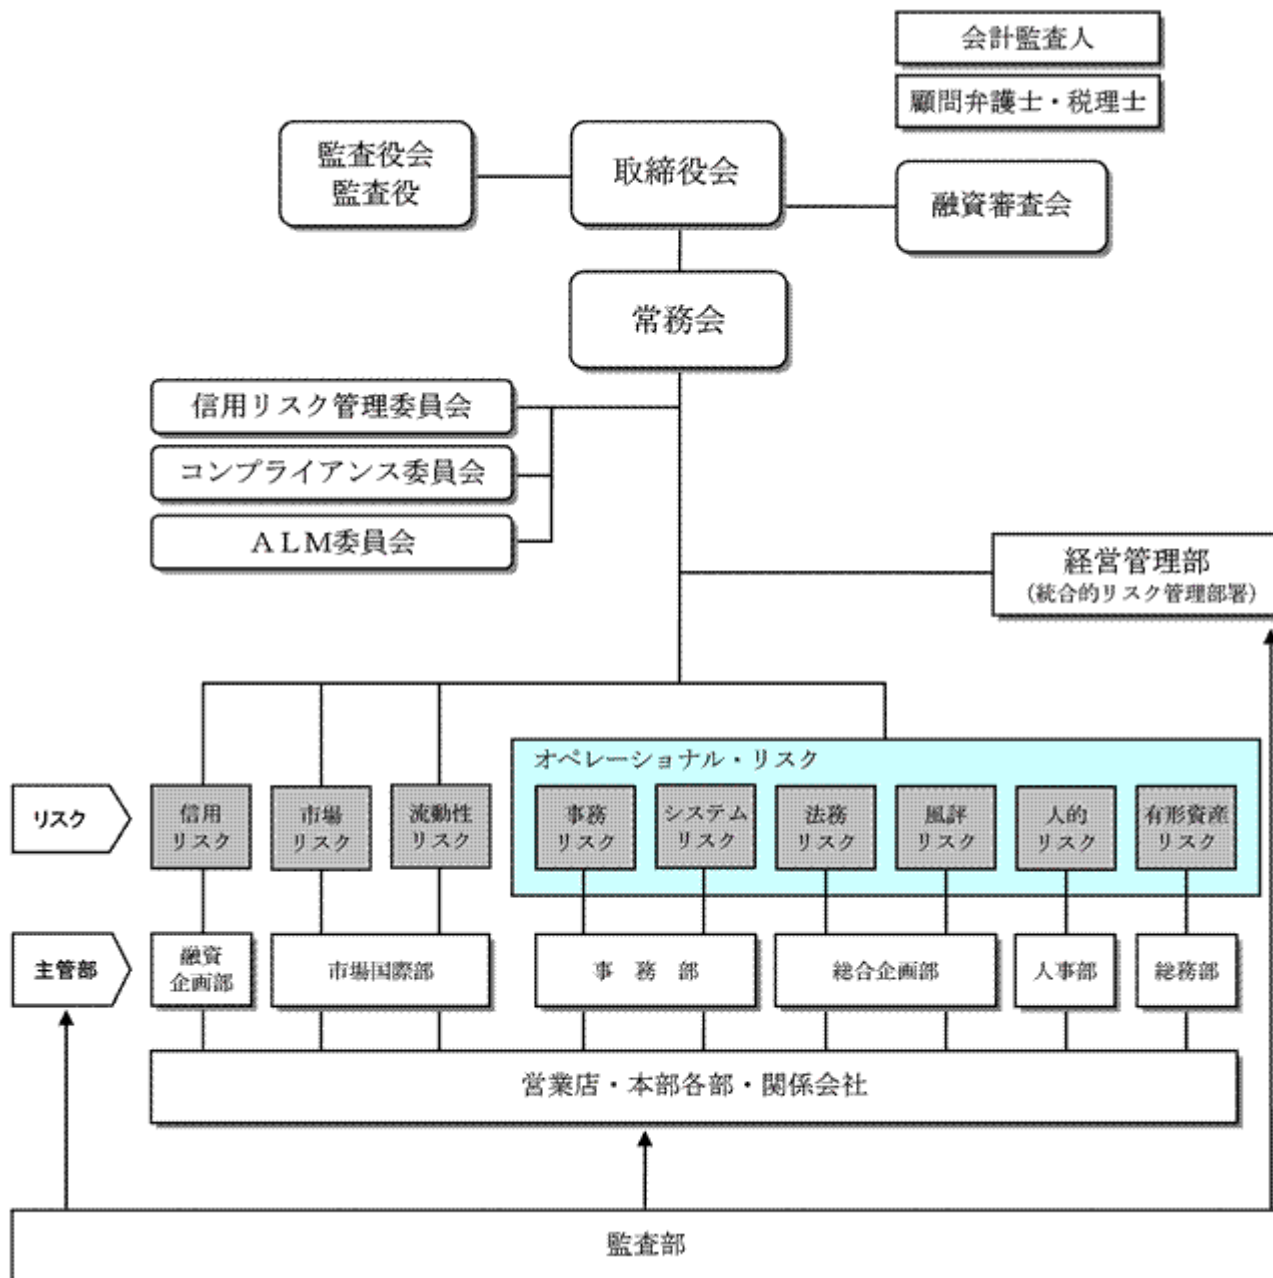 会計監査人
顧問弁護士・税理士
監査役会
監査役
取締役会
融資審査会
常務会
信用リスク管理委員会
コンプライアンス委員会
ＡＬＭ委員会
経営管理部
（統合的リスク管理部署）
オペレーショナル・リスク
リスク
信用
リスク
市場
リスク
流動性
リスク
事務
リスク
システム
リスク
法務
リスク
風評
リスク
人的
リスク
有形資産
リスク
主管部
融資
企画部
市場国際部
事　務　部
総合企画部
人事部
総務部
営業店・本部各部・関係会社
監査部